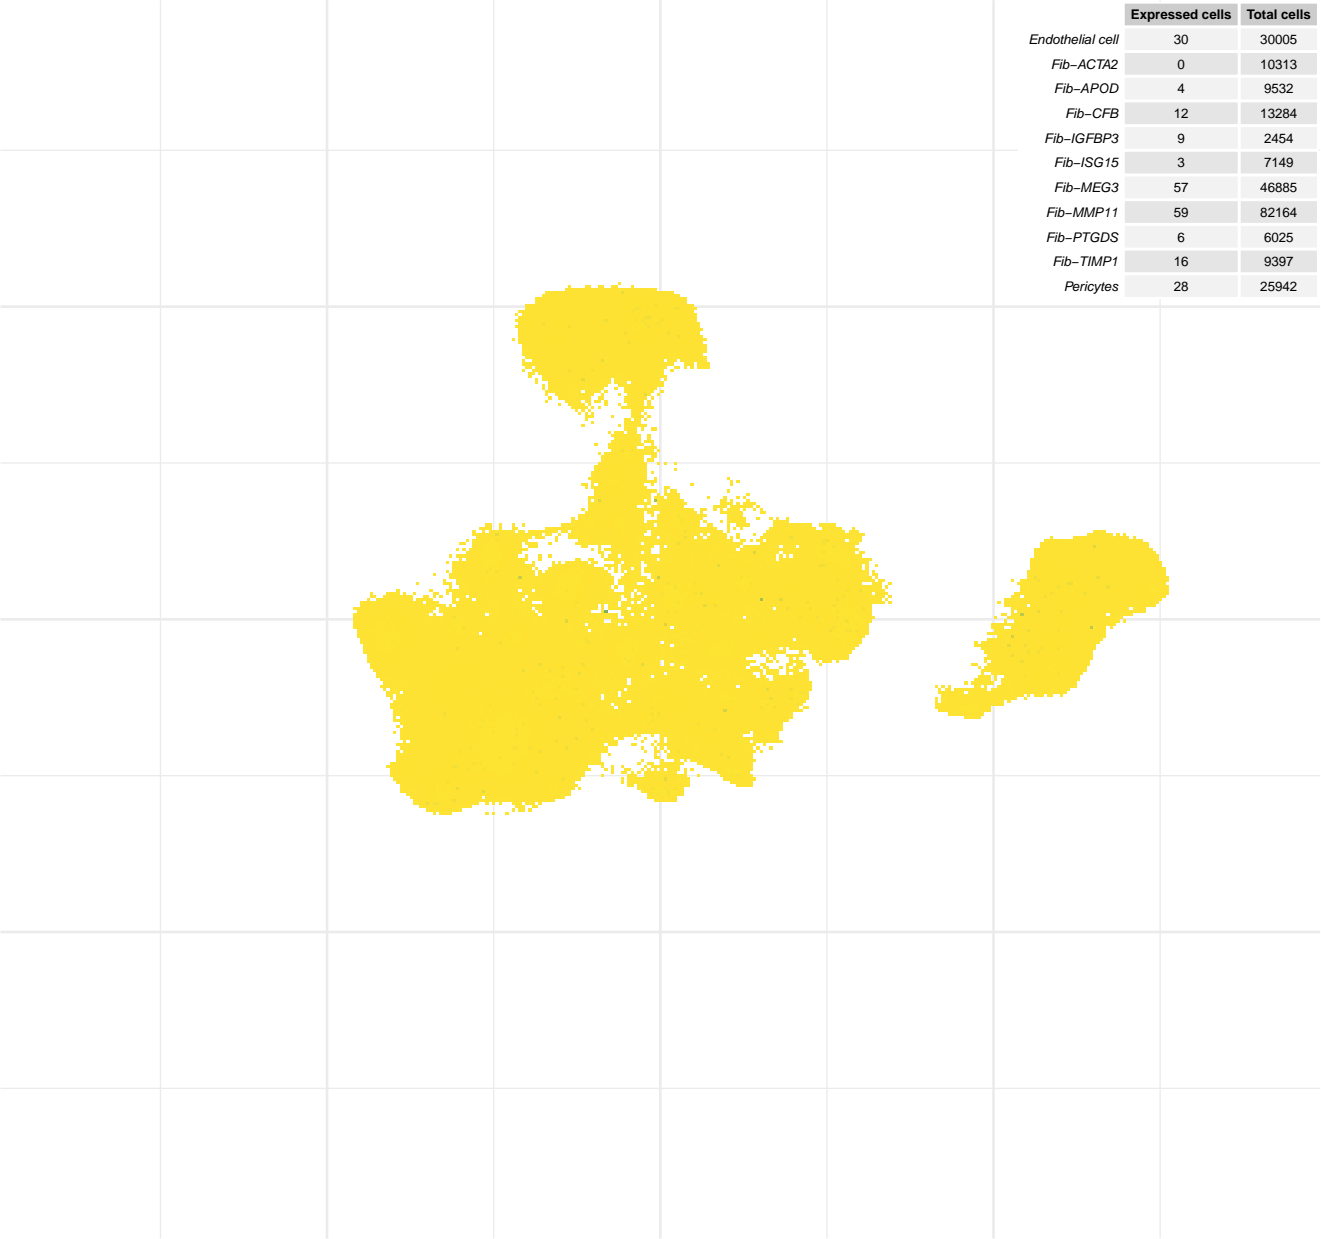 Expressed cells Total cells
Endothelial cell 30 30005
Fib−ACTA2 0 10313
Fib−APOD 4 9532
Fib−CFB 12 13284
Fib−IGFBP3 9 2454
Fib−ISG15 3 7149
Fib−MEG3 57 46885
Fib−MMP11 59 82164
Fib−PTGDS 6 6025
Fib−TIMP1 16 9397
Pericytes 28 25942